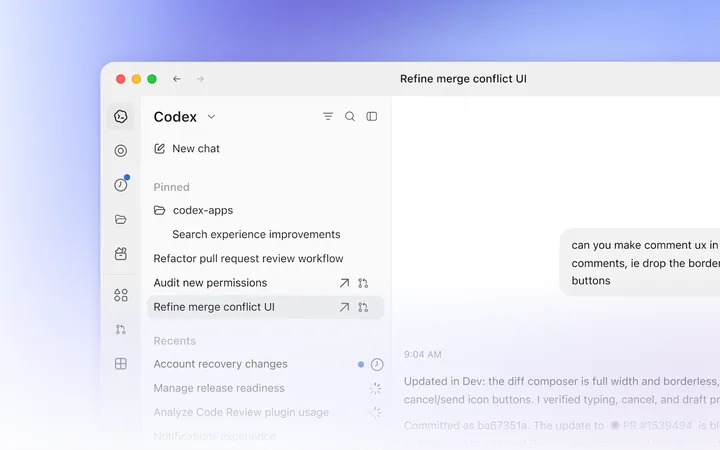 Refine merge conflict UI
Codex
New chat
Pinned
codex-apps
Search experience improvements
Refactor pull request review workflow
Audit new permissions
Refine merge conflict UI
Recents
Account recovery changes
Manage release readiness
Analyze Code Review plugin usage
Notifications experience
can you make comment ux in
comments, ie drop the border
buttons
9:04 AM
Updated in Dev: the diff composer is full width and borderless,
cancel/send icon buttons. I verified typing, cancel, and draft
Committed as ba67351a. The update to PR #1539494 is